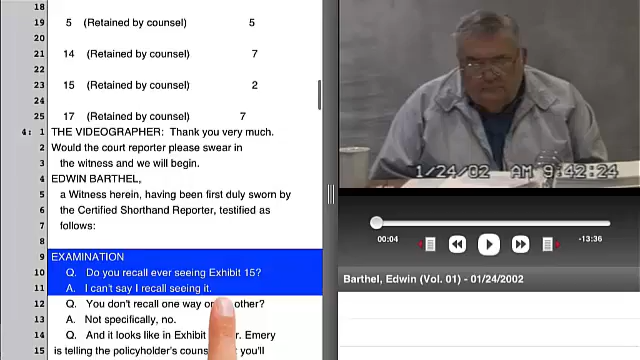 18
19 5 (Retained by counsel) 5
20
21 14 (Retained by counsel) 7
22
23 15 (Retained by counsel) 2
24
25 17 (Retained by counsel) 7
4: 1 THE VIDEOGRAPHER: Thank you very much.
2 Would the court reporter please swear in
3 the witness and we will begin.
4 EDWIN BARTHEL,
5 a Witness herein, having been first duly sworn by
6 the Certified Shorthand Reporter, testified as
7 follows:
8
9 EXAMINATION
10 Q. Do you recall ever seeing Exhibit 15?
11 A. I can't say I recall seeing it.
12 Q. You don't recall one way or other?
13 A. Not specifically, no.
14 Q. And it looks like in Exhibit Emery
15 is telling the policyholder's you'll
1/24/02 AM 9:42:24
00:04
-13:36
Barthel, Edwin (Vol. 01) - 01/24/2002